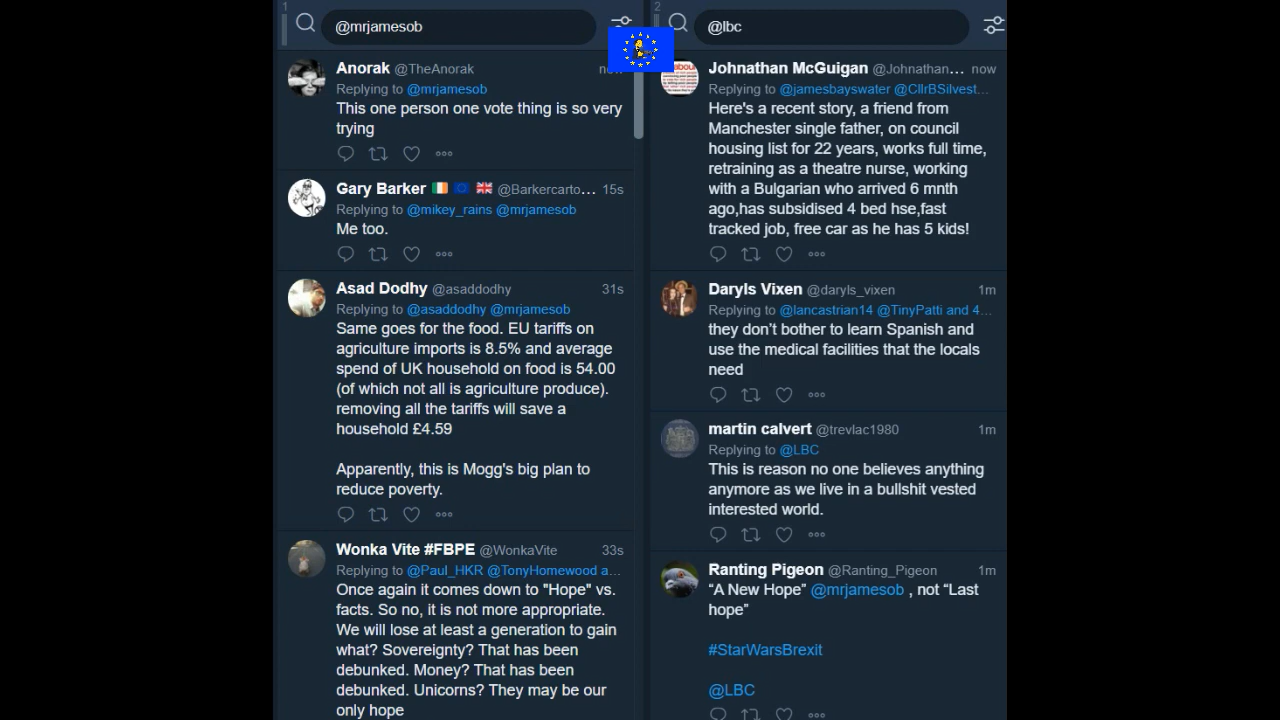 1
@mrjamesob
Anorak @TheAnorak
Replying to @mrjamesob
This one person one vote thing is so very
trying
Gary Barker @Barkercarto... 15s
Replying to @mikey_rains @mrjamesob
Me too.
Asad Dodhy @asaddodhy 31s
Replying to @asaddodhy @mrjamesob
Same goes for the food. EU tariffs on
agriculture imports is 8.5% and average
spend of UK household on food is 54.00
(of which not all is agriculture produce).
removing all the tariffs will save a
household £4.59
Apparently, this is Mogg's big plan to
reduce poverty.
Wonka Vite #FBPE @WonkaVite 33s
Replying to @Paul_HKR @TonyHomewood a...
Once again it comes down to "Hope" vs.
facts. So no, it is not more appropriate.
We will lose at least a generation to gain
what? Sovereignty? That has been
debunked. Money? That has been
debunked. Unicorns? They may be our
only hope
2
@lbc
Johnathan McGuigan @Johnathan... now
Replying to @jamesbayswater @CllrBSilvest...
Here's a recent story, a friend from
Manchester single father, on council
housing list for 22 years, works full time,
retraining as a theatre nurse, working
with a Bulgarian who arrived 6 mnth
ago,has subsidised 4 bed hse,fast
tracked job, free car as he has 5 kids!
Daryls Vixen @daryls_vixen 1m
Replying to @lancastrian14 @TinyPatti and 4...
they don’t bother to learn Spanish and
use the medical facilities that the locals
need
martin calvert @trevlac1980 1m
Replying to @LBC
This is reason no one believes anything
anymore as we live in a bullshit vested
interested world.
Ranting Pigeon @Ranting_Pigeon 1m
“A New Hope” @mrjamesob , not “Last
hope”
#StarWarsBrexit
@LBC